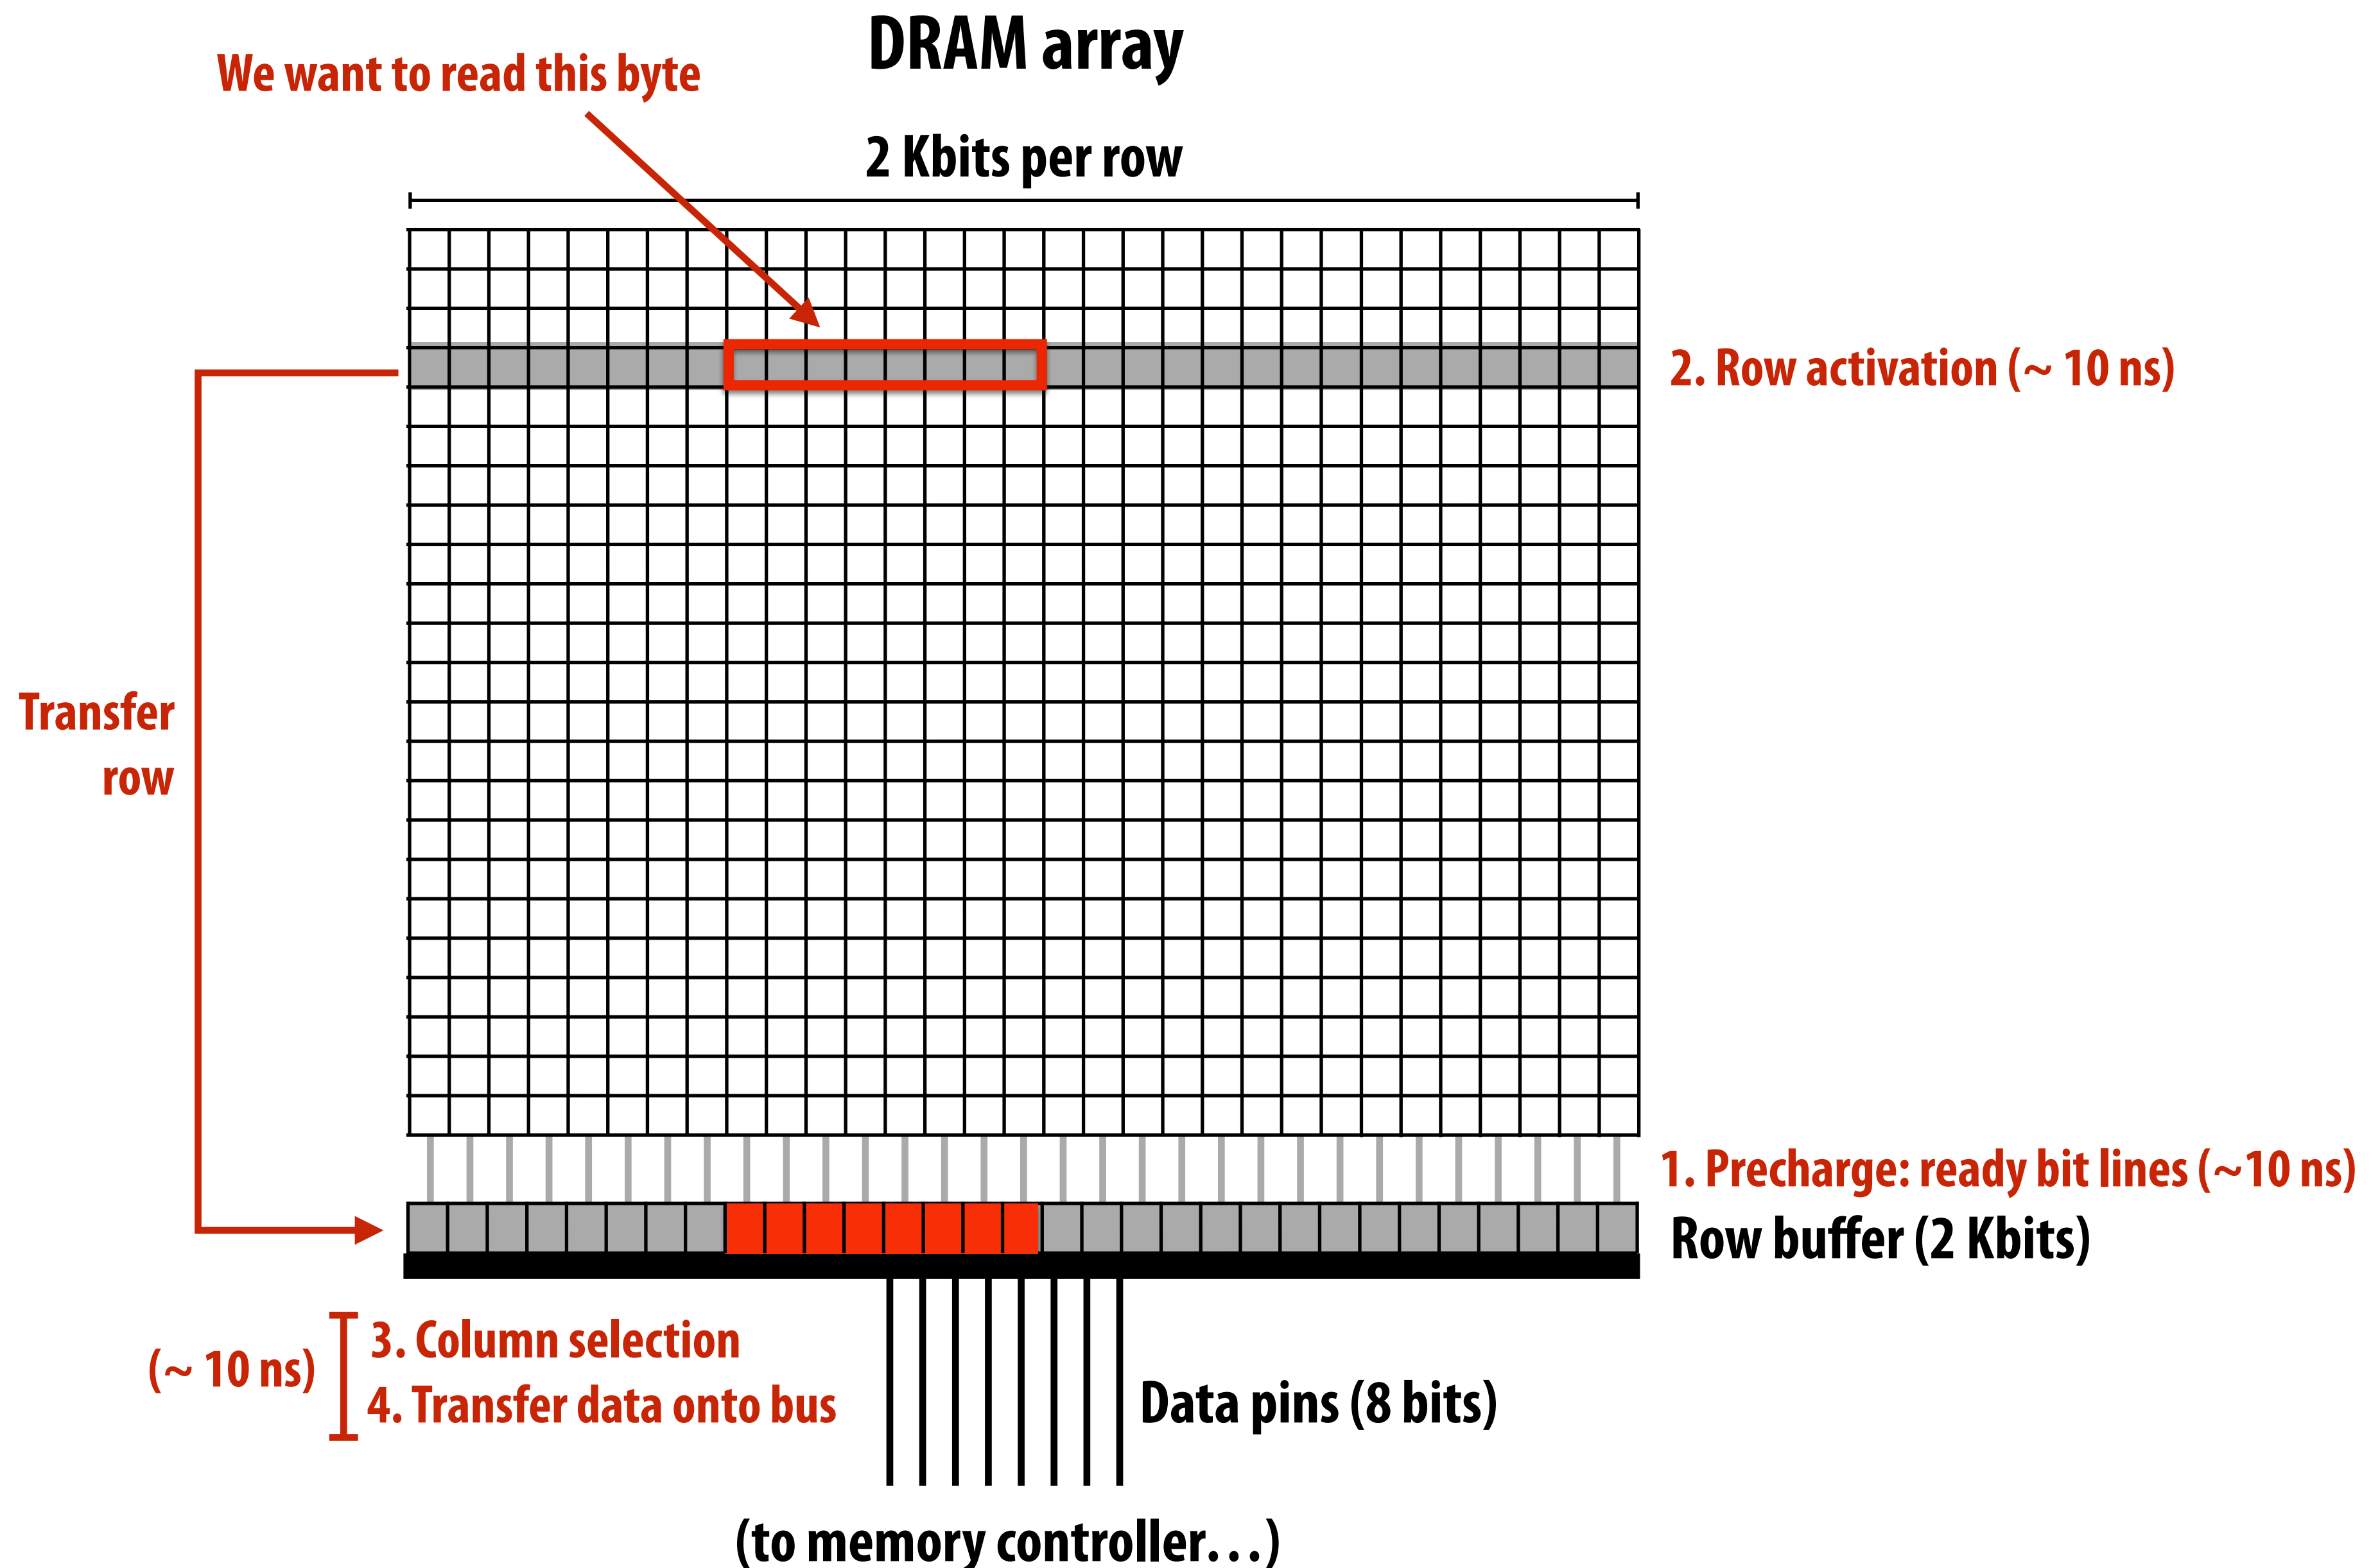 DRAM array
We want to read this byte
2 Kbits per row
2. Row activation (~ 10 ns)
Transfer
row
1. Precharge: ready bit lines (~10 ns)
Row buffer (2 Kbits)
(~ 10 ns)
3. Column selection
4. Transfer data onto bus
Data pins (8 bits)
(to memory controller…)